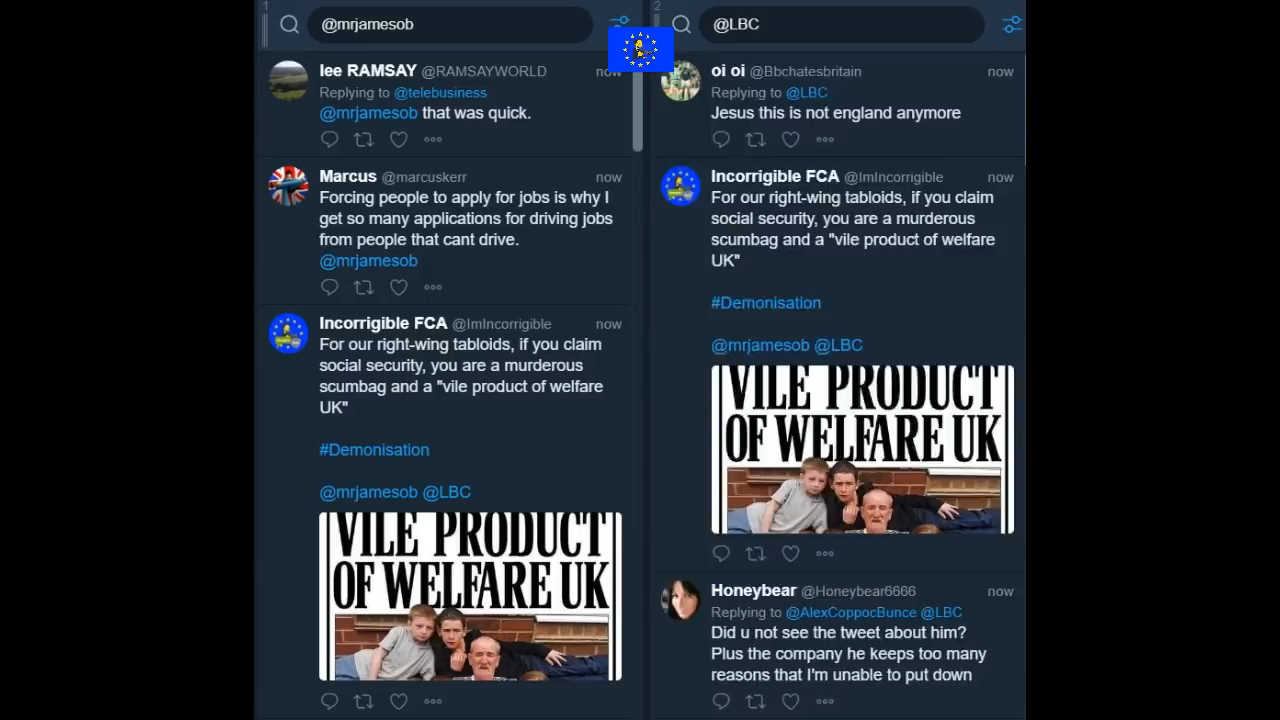 1
@mrjamesob
lee RAMSAY @RAMSAYWORLD now
Replying to @telebusiness
@mrjamesob that was quick.
Marcus @marcuskerr now
Forcing people to apply for jobs is why I
get so many applications for driving jobs
from people that cant drive.
@mrjamesob
Incorrigible FCA @ImIncorrigible now
For our right-wing tabloids, if you claim
social security, you are a murderous
scumbag and a "vile product of welfare
UK"
#Demonisation
@mrjamesob @LBC
VILE PRODUCT
OF WELFARE UK
2
@LBC
oi oi @Bbchatesbritain now
Replying to @LBC
Jesus this is not england anymore
Incorrigible FCA @ImIncorrigible now
For our right-wing tabloids, if you claim
social security, you are a murderous
scumbag and a "vile product of welfare
UK"
#Demonisation
@mrjamesob @LBC
VILE PRODUCT
OF WELFARE UK
Honeybear @Honeybear6666 now
Replying to @AlexCoppocBunce @LBC
Did u not see the tweet about him?
Plus the company he keeps too many
reasons that I'm unable to put down